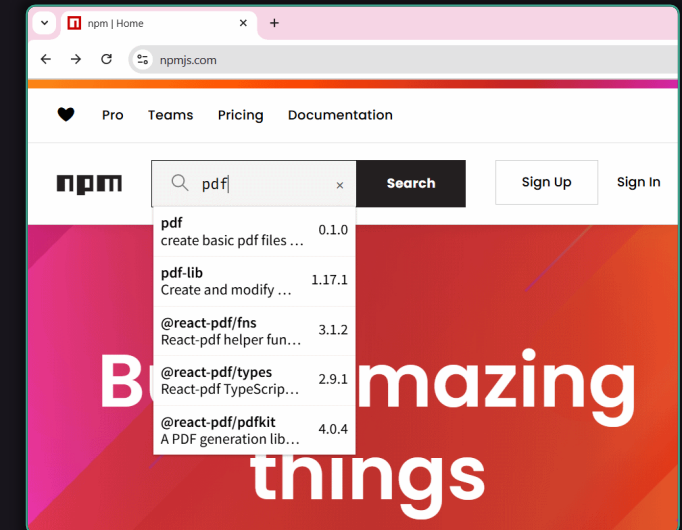 npm | Home
npmjs.com
Pro Teams Pricing Documentation
npm pdf Search Sign Up Sign In
pdf 0.1.0
create basic pdf files …
pdf-lib 1.17.1
Create and modify …
@react-pdf/fns 3.1.2
React-pdf helper fun…
@react-pdf/types 2.9.1
React-pdf TypeScrip…
@react-pdf/pdfkit 4.0.4
A PDF generation lib…
mazing
things